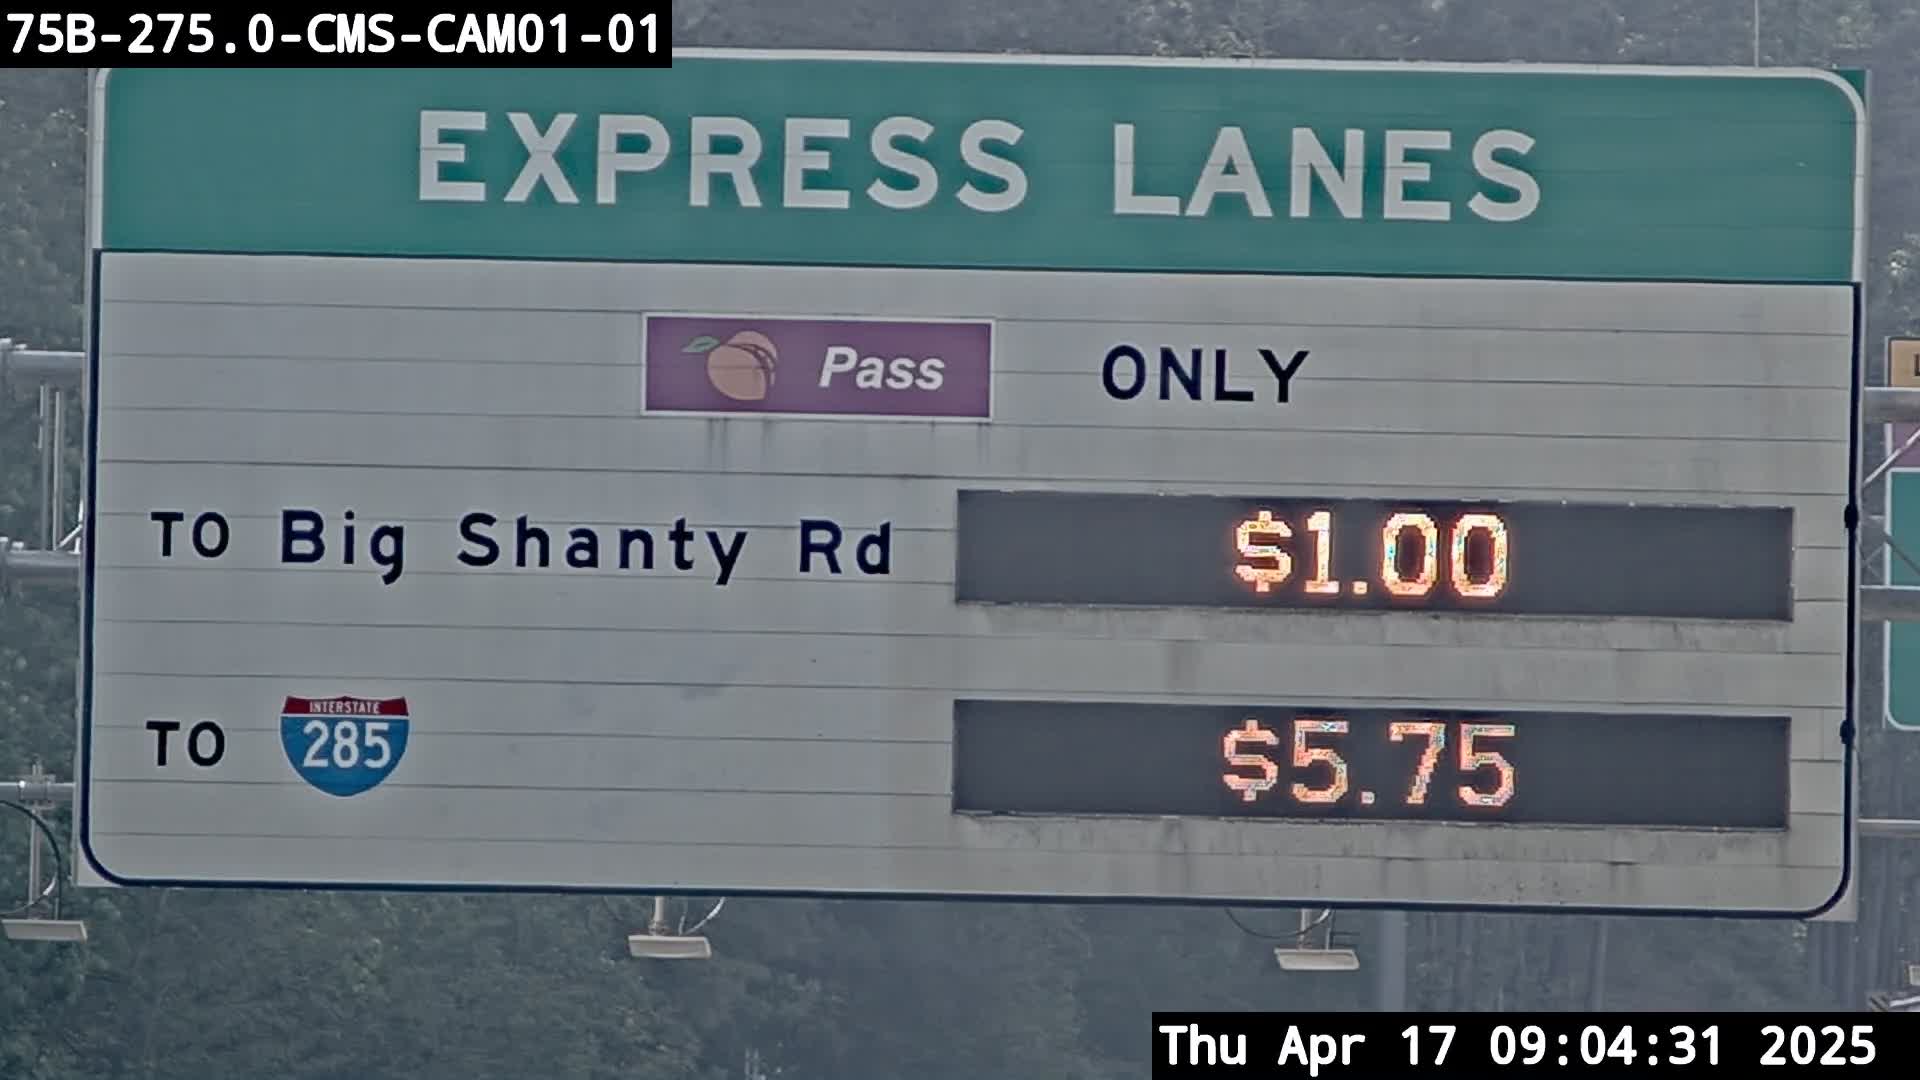 75B-275.0-CMS-CAM01-01
EXPRESS LANES
Pass ONLY
TO Big Shanty Rd $1.00
INTERSTATE
TO 285 $5.75
Thu Apr 17 09:04:31 2025